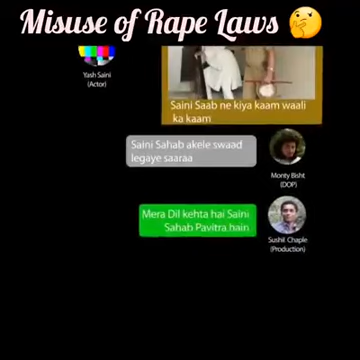 Misuse of Rape Laws 🤔
Yash Saini
(Actor)
Saini Saab ne kiya kaam waali
ka kaam
Saini Sahab akele swaad
legaye saaraa
Monty Bisht
(DOP)
Mera Dil kehta hai Saini
Sahab Pavitra hain
Sushil Chaple
(Production)